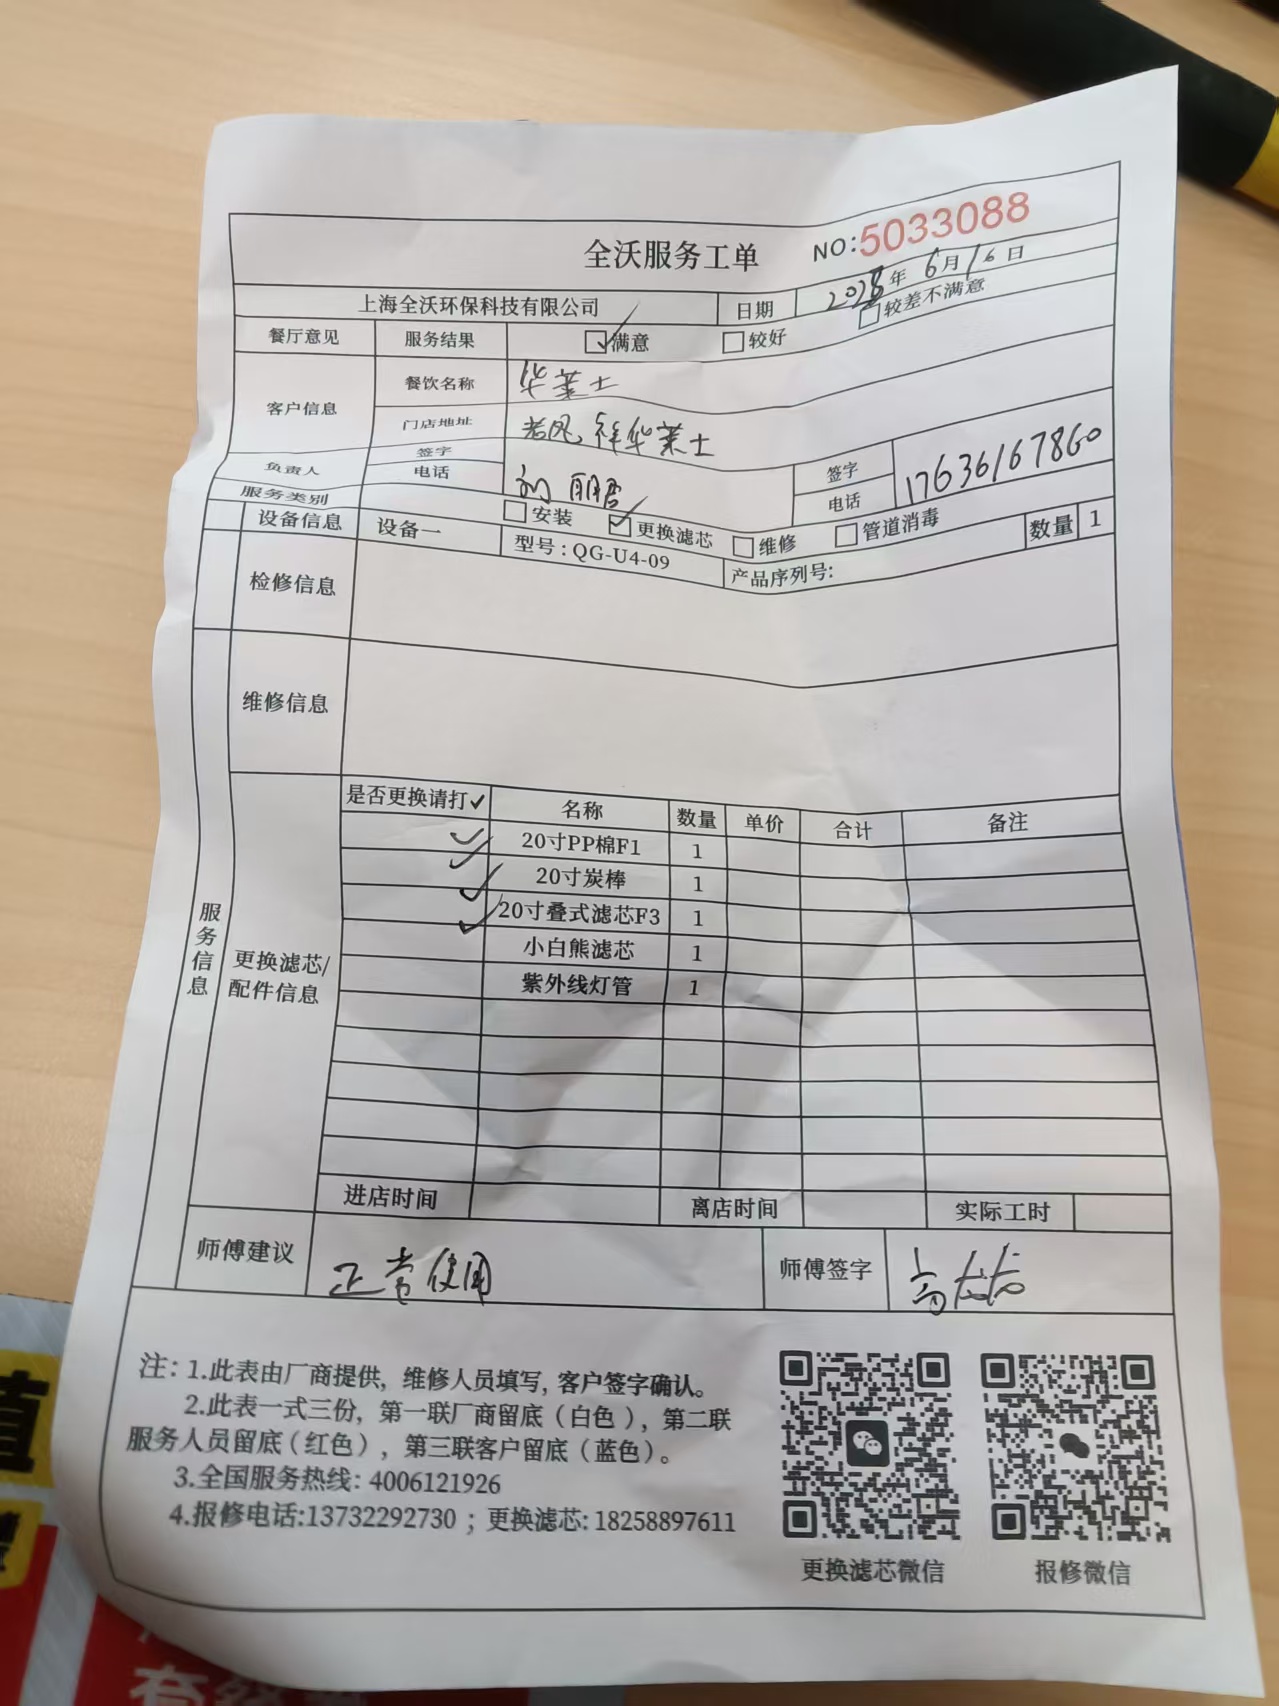 全沃服务工单
NO:5033088
上海全沃环保科技有限公司 日期 年 6月16日
餐厅意见 服务结果 满意 较好 较差不满意
客户信息 餐饮名称 华莱士
门店地址 祥华莱士
负责人 签字 电话 刘丽君 签字 电话 17636167860
服务类别 安装 更换滤芯 维修 管道消毒
设备信息 设备一 型号:QG-U4-09 产品序列号: 数量 1
检修信息
维修信息
服务信息
更换滤芯/配件信息
是否更换请打✓ 名称 数量 单价 合计 备注
✓ 20寸PP棉F1 1
✓ 20寸炭棒 1
✓ 20寸叠式滤芯F3 1
✓ 小白熊滤芯 1
紫外线灯管 1
进店时间 离店时间 实际工时
师傅建议 正常使用 师傅签字 高
注: 1.此表由厂商提供, 维修人员填写, 客户签字确认。
2.此表一式三份, 第一联厂商留底(白色), 第二联
服务人员留底(红色), 第三联客户留底(蓝色)。
3.全国服务热线: 4006121926
4.报修电话:13732292730 ; 更换滤芯: 18258897611
更换滤芯微信 报修微信
值